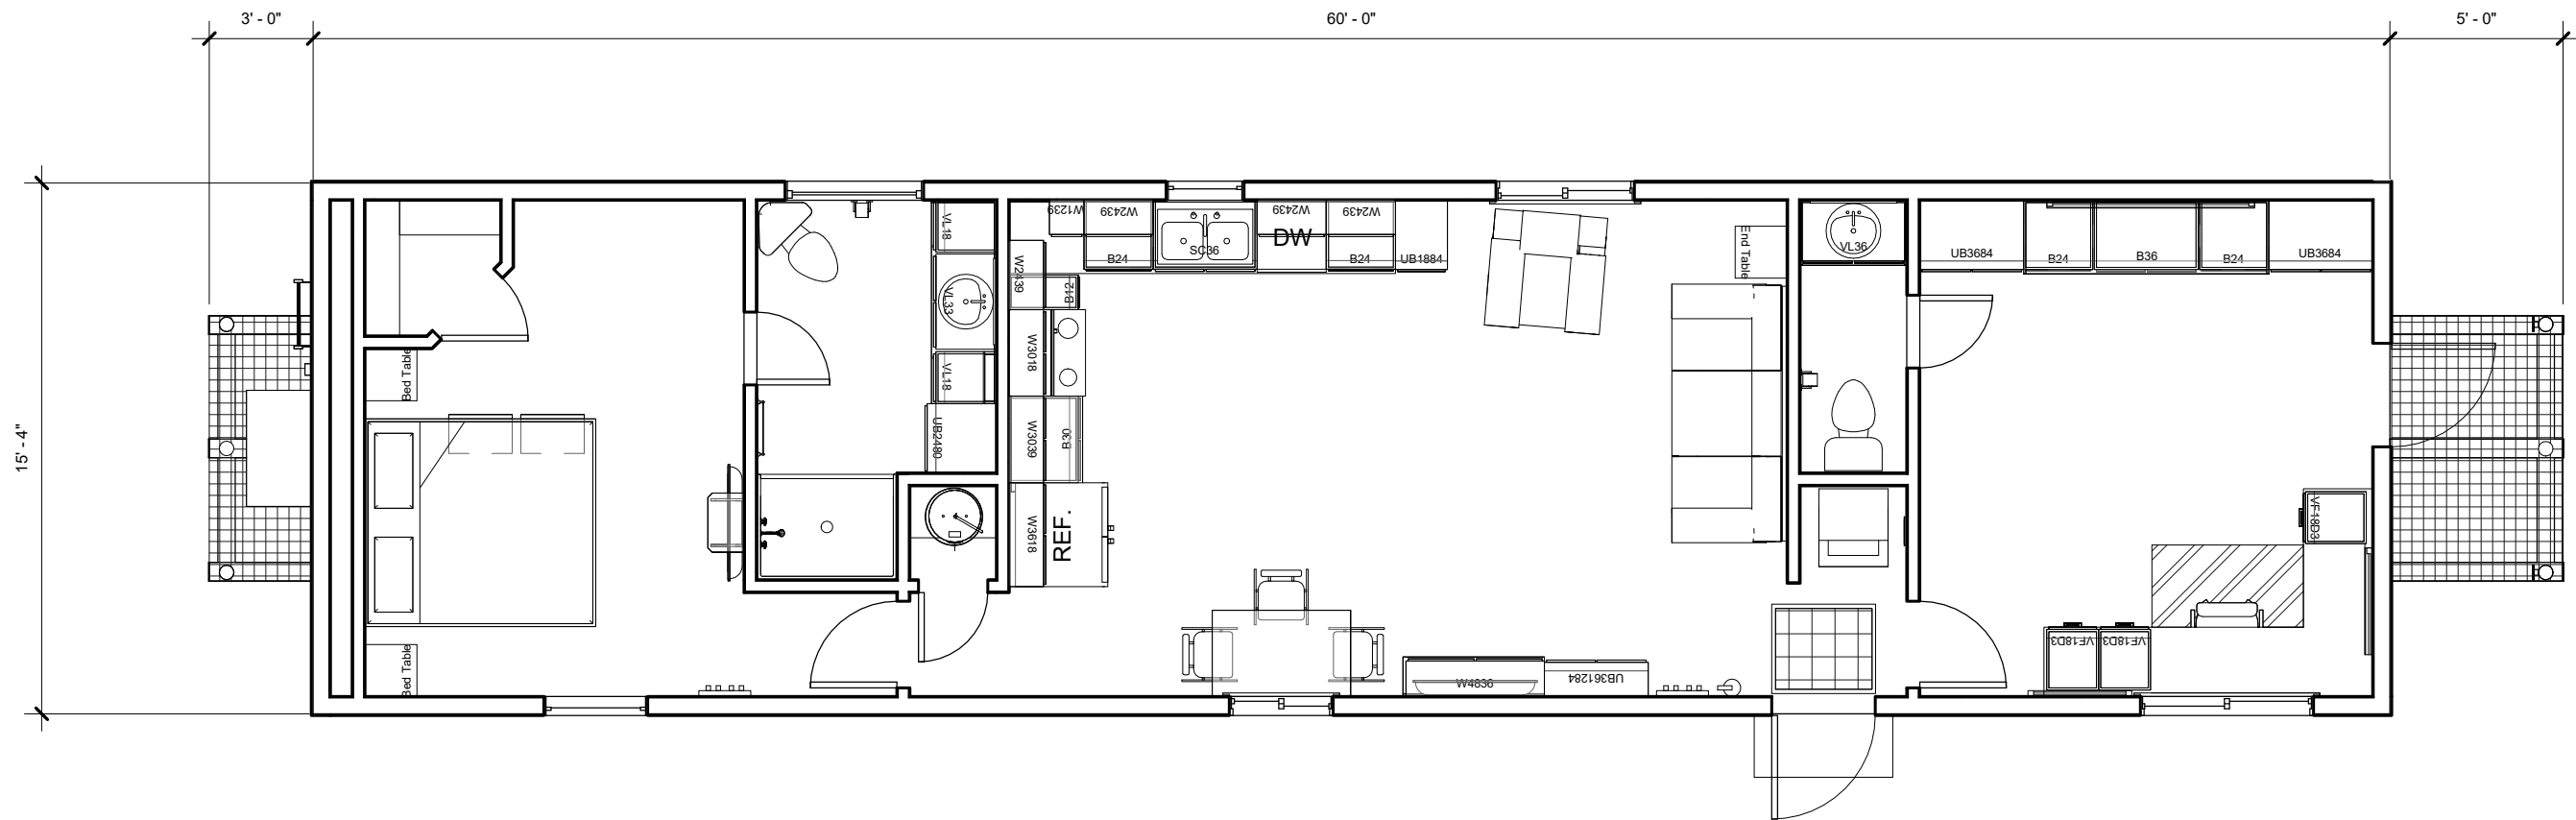 3' - 0"
60' - 0"
5' - 0"
15' - 4"
Bed Table
Bed Table
VL18
VL33
VL18
UB2480
W1239
W2439
W2439
W2439
B24
SC36
DW
B24
UB1884
W2439
B12
W3018
W3039
B30
W3618
REF.
End Table
W4836
UB361284
VL36
UB3684
B24
B36
B24
UB3684
VF18D3
VF18D3
VF18D3